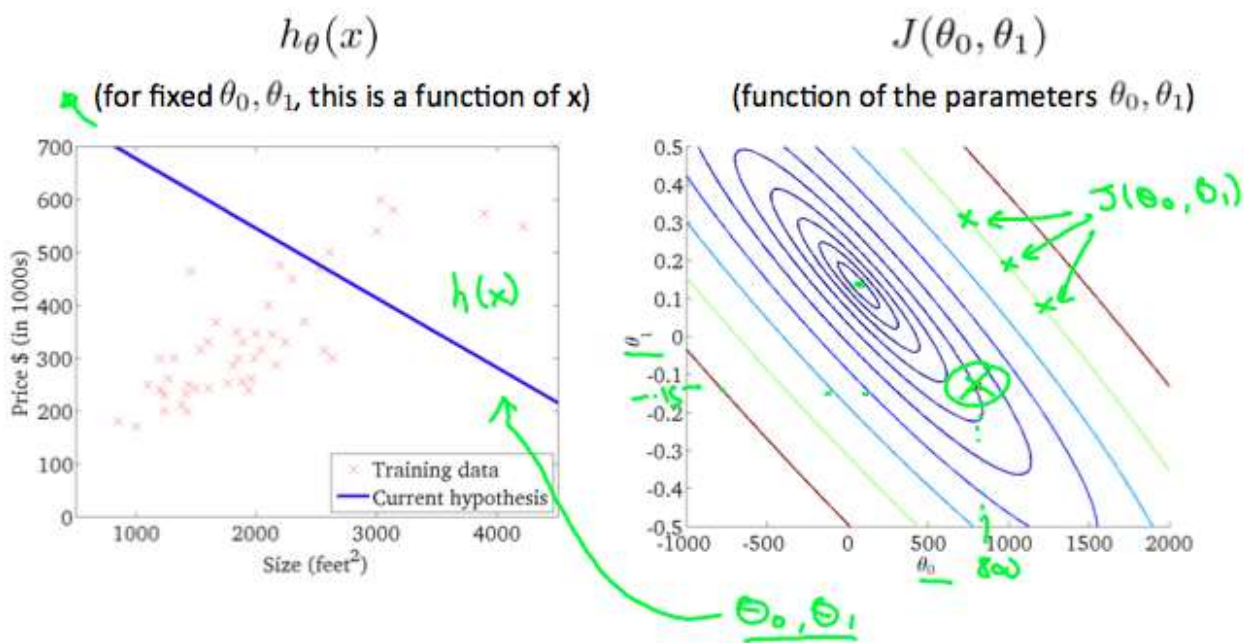 hθ(x)
(for fixed θ₀, θ₁, this is a function of x)
700
600
500
400
300
200
100
0
Price $ (in 1000s)
1000 2000 3000 4000
Size (feet²)
h(x)
Training data
Current hypothesis
θ₀, θ₁
J(θ₀, θ₁)
(function of the parameters θ₀, θ₁)
0.5
0.4
0.3
0.2
0.1
0
-0.1
-0.2
-0.3
-0.4
-0.5
θ₁
-.15
J(θ₀, θ₁)
-1000 -500 0 500 1000 1500 2000
θ₀
800